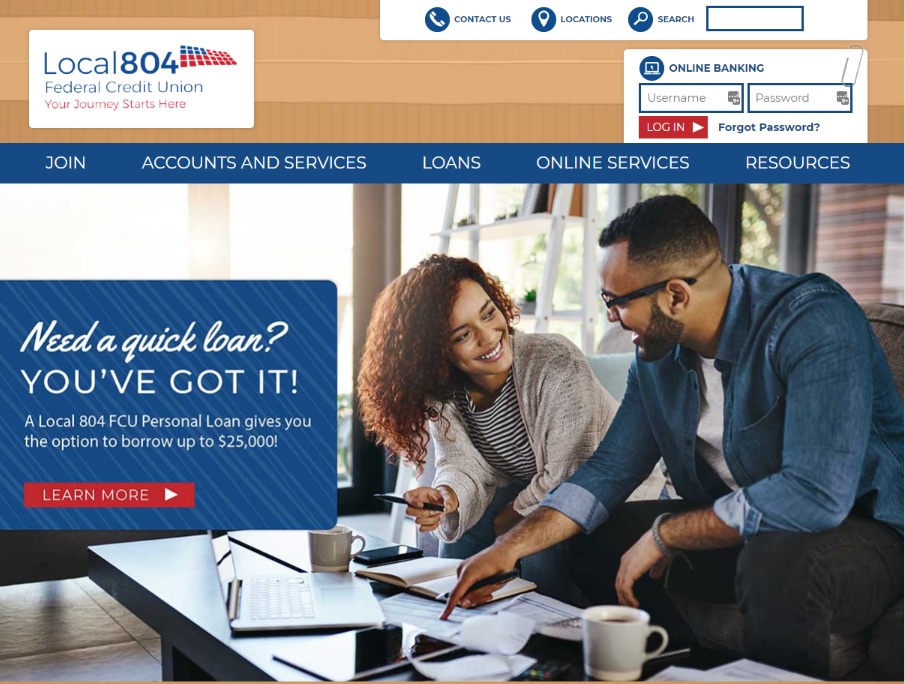 CONTACT US
LOCATIONS
SEARCH
Local804
Federal Credit Union
Your Journey Starts Here
ONLINE BANKING
Username
Password
LOG IN
Forgot Password?
JOIN
ACCOUNTS AND SERVICES
LOANS
ONLINE SERVICES
RESOURCES
Need a quick loan?
YOU'VE GOT IT!
A Local 804 FCU Personal Loan gives you
the option to borrow up to $25,000!
LEARN MORE